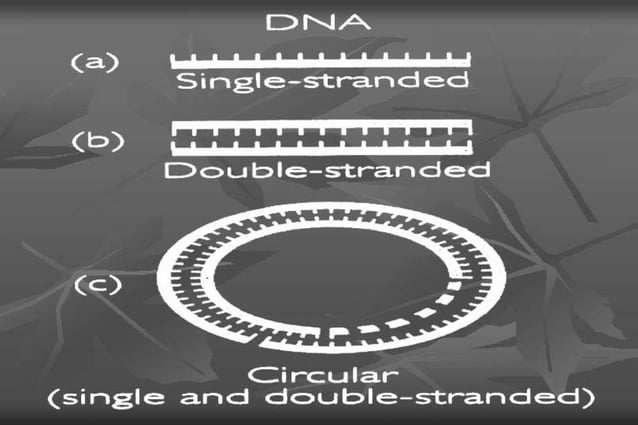 DNA
(a)
Single-stranded
(b)
Double-stranded
(c)
Circular
(single and double-stranded)